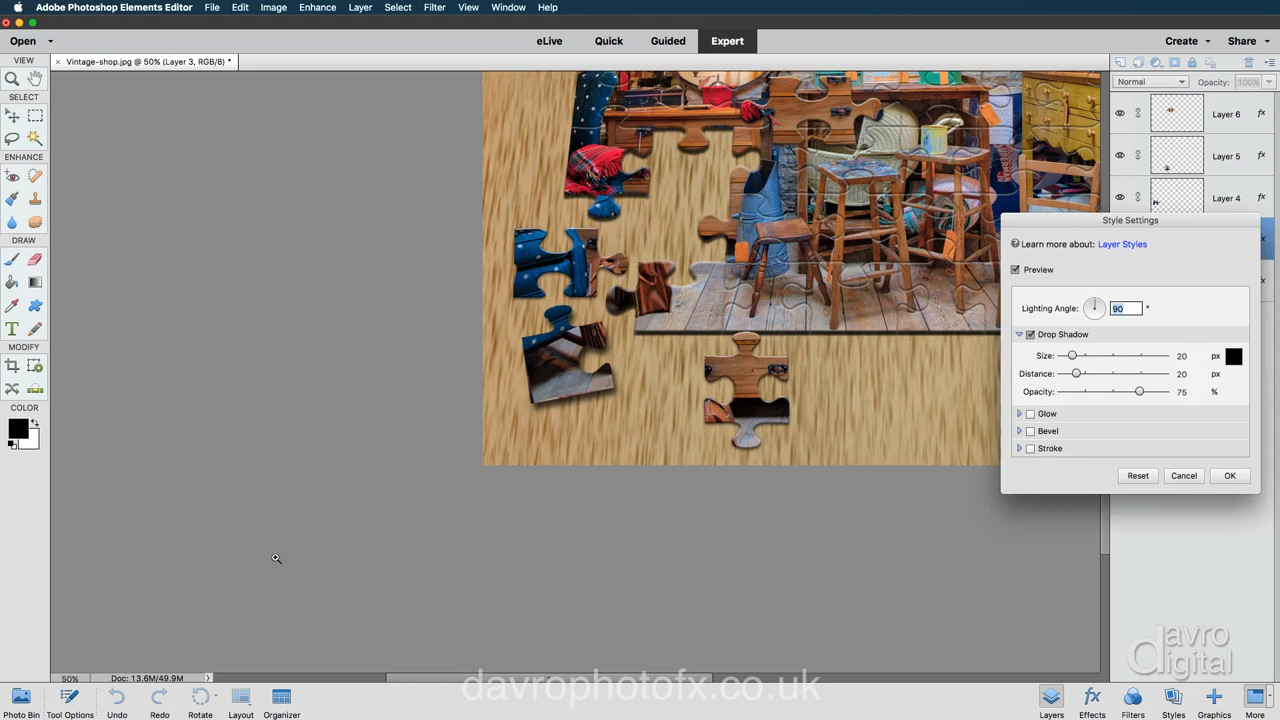 Adobe Photoshop Elements Editor File Edit Image Enhance Layer Select Filter View Window Help
Open eLive Quick Guided Expert Create Share
VIEW × Vintage-shop.jpg @ 50% (Layer 3, RGB/8) *
Normal Opacity: 100%
SELECT
Layer 6 fx
ENHANCE
Layer 5 fx
Layer 4 fx
Style Settings
DRAW
Learn more about: Layer Styles
Preview
Lighting Angle: 90 °
Drop Shadow
MODIFY
Size: 20 px
Distance: 20 px
Opacity: 75 %
COLOR
Glow
Bevel
Stroke
Reset Cancel OK
davro
digital
50% Doc: 13.6M/49.9M
davrophotofx.co.uk
Photo Bin Tool Options Undo Redo Rotate Layout Organizer Layers Effects Filters Styles Graphics More